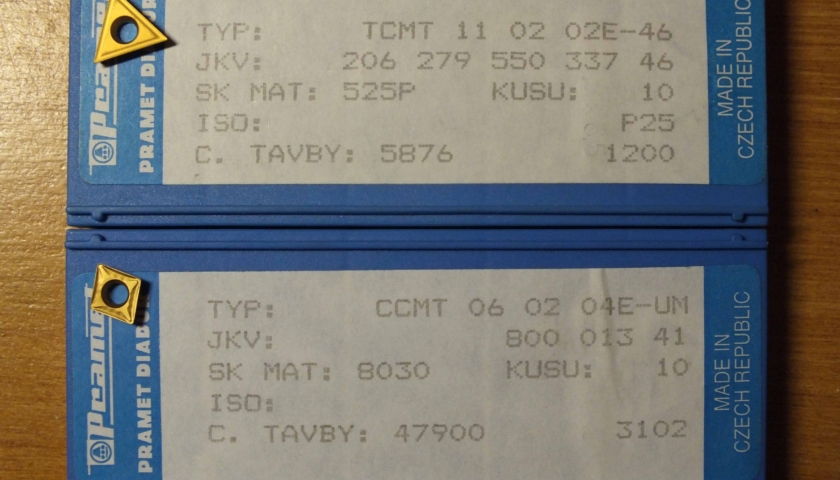 TYP: TCMT 11 02 02E-46
JKV: 206 279 550 337 46
SK MAT: 525P KUSU: 10
ISO: P25
C. TAVBY: 5876 1200
Pramet
PRAMET
MADE IN
CZECH REPUBLIC
TYP: CCMT 06 02 04E-UM
JKV: 800 013 41
SK MAT: 8030 KUSU: 10
ISO:
C. TAVBY: 47900 3102
Pramet
PRAMET
MADE IN
CZECH REPUBLIC